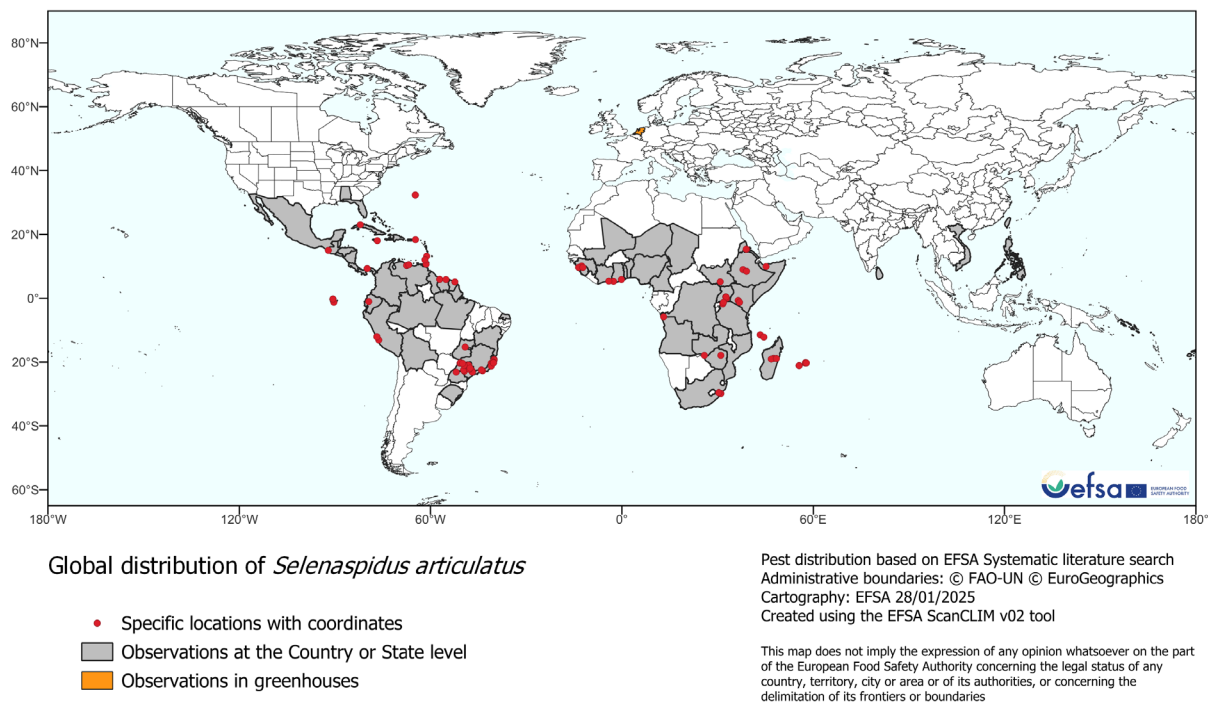 80°N
60°N
40°N
20°N
0°
20°S
40°S
60°S
180°W
120°W
60°W
0°
60°E
120°E
180°
efsa
EUROPEAN FOOD
SAFETY AUTHORITY
Global distribution of Selenaspidus articulatus
Specific locations with coordinates
Observations at the Country or State level
Observations in greenhouses
Pest distribution based on EFSA Systematic literature search
Administrative boundaries: © FAO-UN © EuroGeographics
Cartography: EFSA 28/01/2025
Created using the EFSA ScanCLIM v02 tool
This map does not imply the expression of any opinion whatsoever on the part
of the European Food Safety Authority concerning the legal status of any
country, territory, city or area or of its authorities, or concerning the
delimitation of its frontiers or boundaries